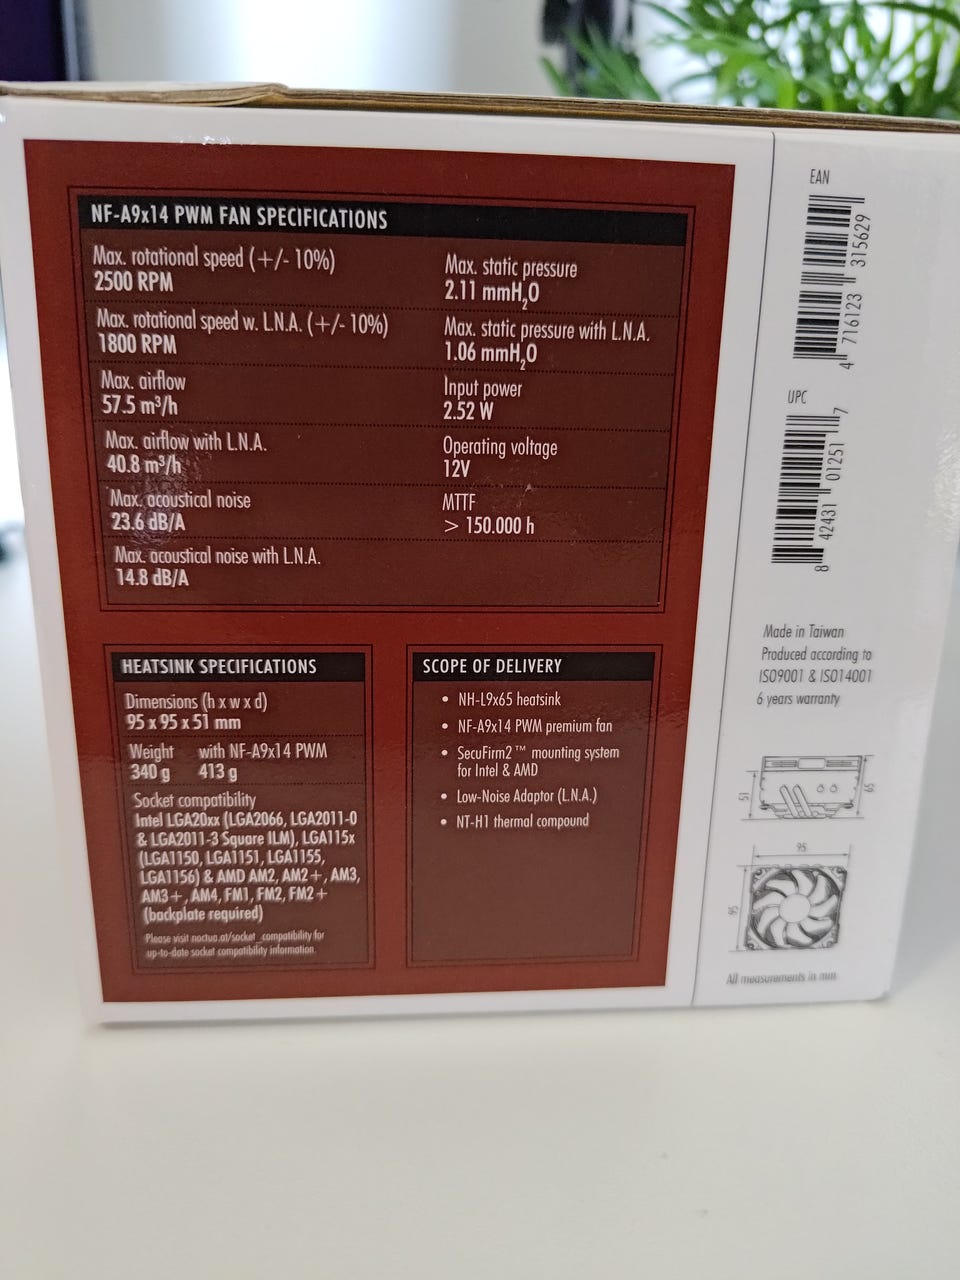 NF-A9x14 PWM FAN SPECIFICATIONS
Max. rotational speed (+/- 10%)
2500 RPM
Max. rotational speed w. L.N.A. (+/- 10%)
1800 RPM
Max. airflow
57.5 m³/h
Max. airflow with L.N.A.
40.8 m³/h
Max. acoustical noise
23.6 dB/A
Max. acoustical noise with L.N.A.
14.8 dB/A
Max. static pressure
2.11 mmH₂O
Max. static pressure with L.N.A.
1.06 mmH₂O
Input power
2.52 W
Operating voltage
12V
MTTF
> 150.000 h
HEATSINK SPECIFICATIONS
Dimensions (h x w x d)
95 x 95 x 51 mm
Weight with NF-A9x14 PWM
340 g 413 g
Socket compatibility
Intel LGA20xx (LGA2066, LGA2011-0
& LGA2011-3 Square ILM), LGA115x
(LGA1150, LGA1151, LGA1155,
LGA1156) & AMD AM2, AM2+, AM3,
AM3+, AM4, FM1, FM2, FM2+
(backplate required)
Please visit noctua.at/socket_compatibility for
up-to-date socket compatibility information.
SCOPE OF DELIVERY
• NH-L9x65 heatsink
• NF-A9x14 PWM premium fan
• SecuFirm2™ mounting system
for Intel & AMD
• Low-Noise Adaptor (L.N.A.)
• NT-H1 thermal compound
EAN
4 716123 315629
UPC
8 42431 01251 7
Made in Taiwan
Produced according to
ISO9001 & ISO14001
6 years warranty
51
65
95
95
All measurements in mm